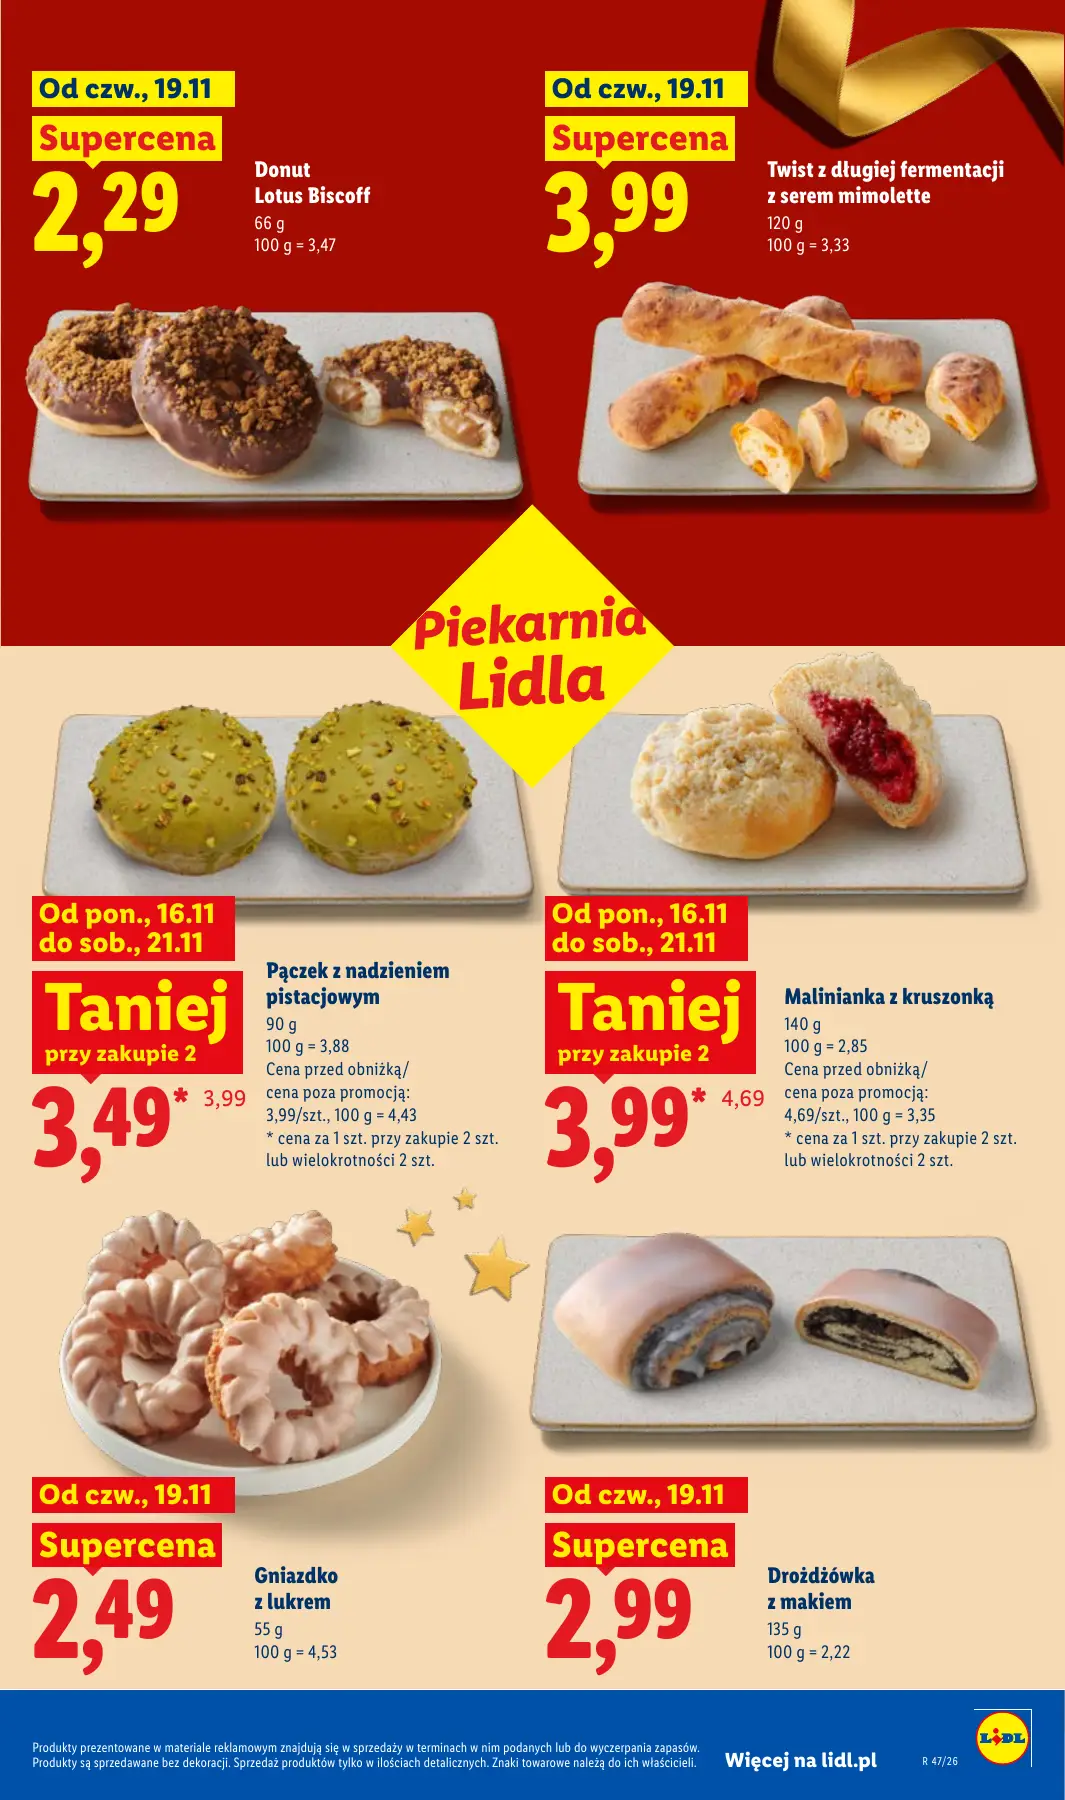 Od czw., 19.11
Supercena
2,29
Donut
Lotus Biscoff
66 g
100 g = 3,47
Od czw., 19.11
Supercena
3,99
Twist z długiej fermentacji
z serem mimolette
120 g
100 g = 3,33
Piekarnia
Lidla
Od pon., 16.11
do sob., 21.11
Taniej
przy zakupie 2
3,49* 3,99
Pączek z nadzieniem
pistacjowym
90 g
100 g = 3,88
Cena przed obniżką/
cena poza promocją:
3,99/szt., 100 g = 4,43
* cena za 1 szt. przy zakupie 2 szt.
lub wielokrotności 2 szt.
Od pon., 16.11
do sob., 21.11
Taniej
przy zakupie 2
3,99* 4,69
Malinianka z kruszonką
140 g
100 g = 2,85
Cena przed obniżką/
cena poza promocją:
4,69/szt., 100 g = 3,35
* cena za 1 szt. przy zakupie 2 szt.
lub wielokrotności 2 szt.
Od czw., 19.11
Supercena
2,49
Gniazdko
z lukrem
55 g
100 g = 4,53
Od czw., 19.11
Supercena
2,99
Drożdżówka
z makiem
135 g
100 g = 2,22
Produkty prezentowane w materiale reklamowym znajdują się w sprzedaży w terminach w nim podanych lub do wyczerpania zapasów.
Produkty są sprzedawane bez dekoracji. Sprzedaż produktów tylko w ilościach detalicznych. Znaki towarowe należą do ich właścicieli.
Więcej na lidl.pl
R 47/26
LIDL